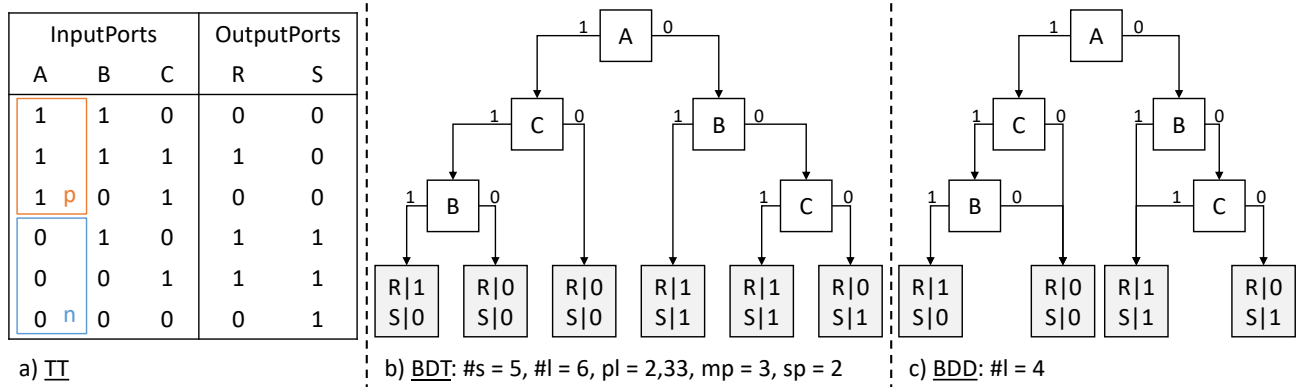 InputPorts OutputPorts
A B C R S
1 1 0 0 0
1 1 1 1 0
1 p 0 1 0 0
0 1 0 1 1
0 0 1 1 1
0 n 0 0 0 1
a) TT
1 A 0
1 C 0 1 B 0
1 B 0 1 C 0
R|1 R|0 R|0 R|1 R|1 R|0
S|0 S|0 S|0 S|1 S|1 S|1
b) BDT: #s = 5, #l = 6, pl = 2,33, mp = 3, sp = 2
1 A 0
1 C 0 1 B 0
1 B 0 1 C 0
R|1 R|0 R|1 R|0
S|0 S|0 S|1 S|1
c) BDD: #l = 4